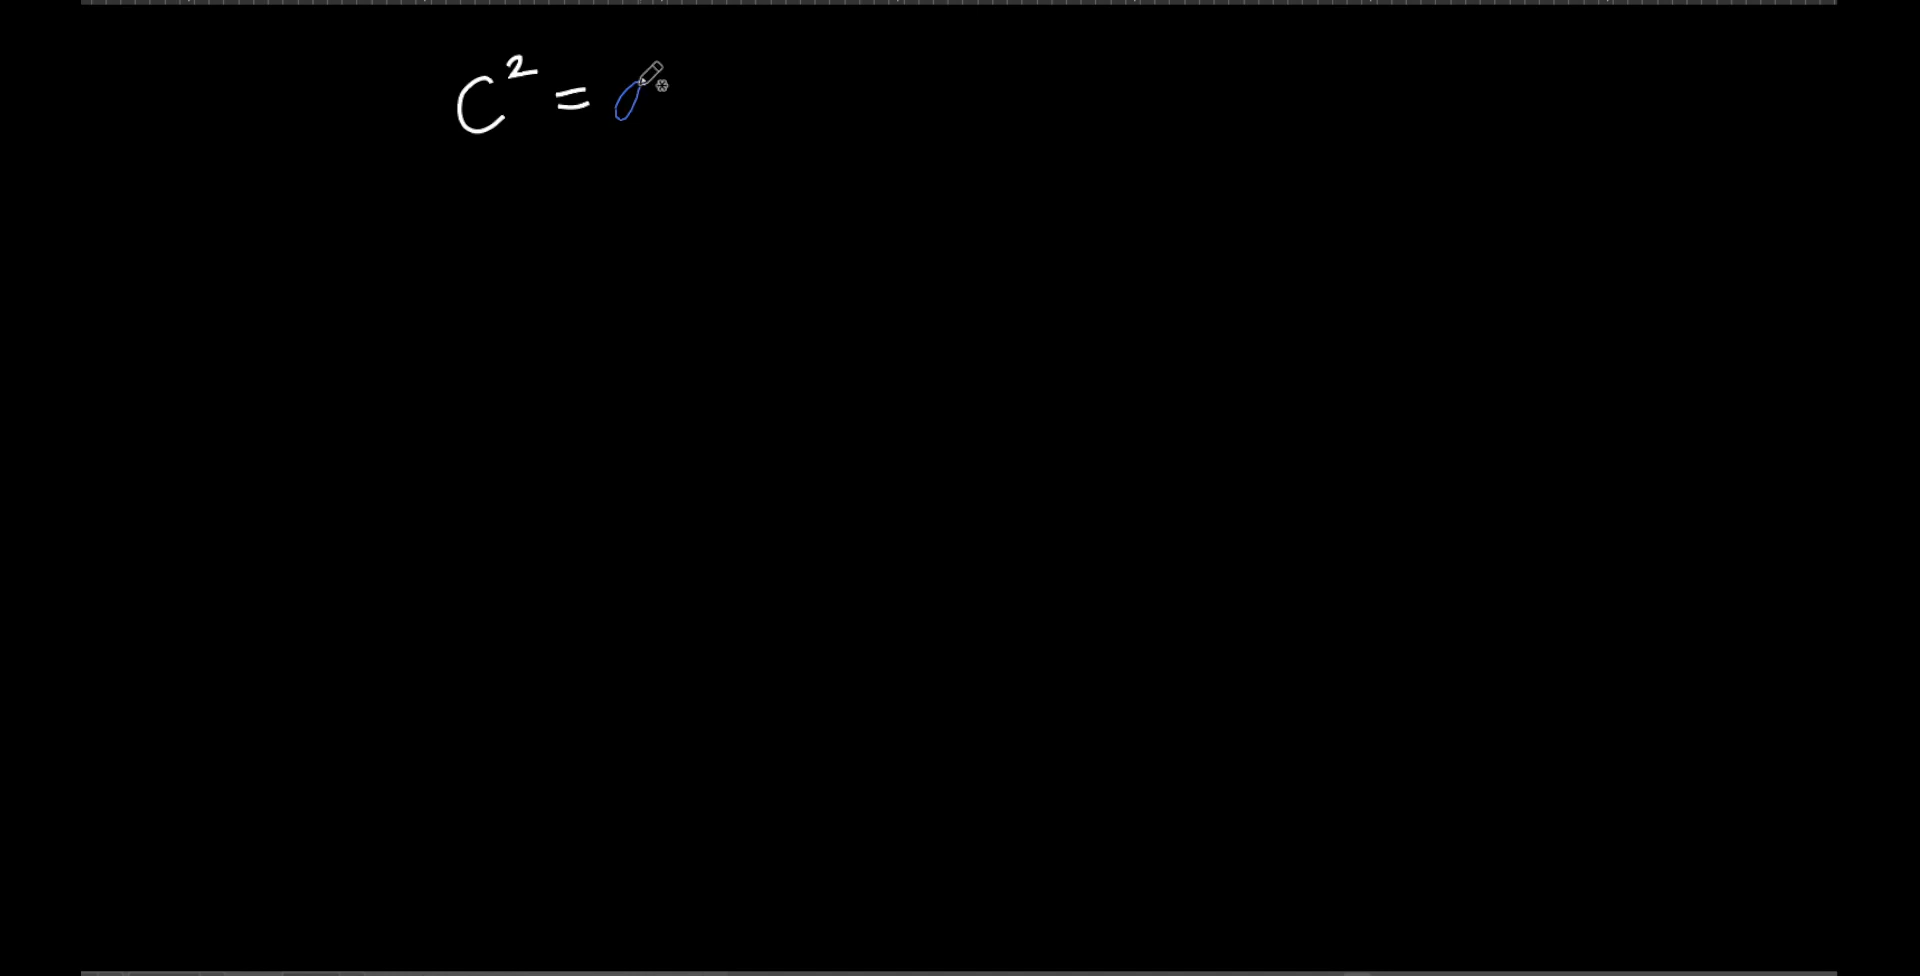 C² =